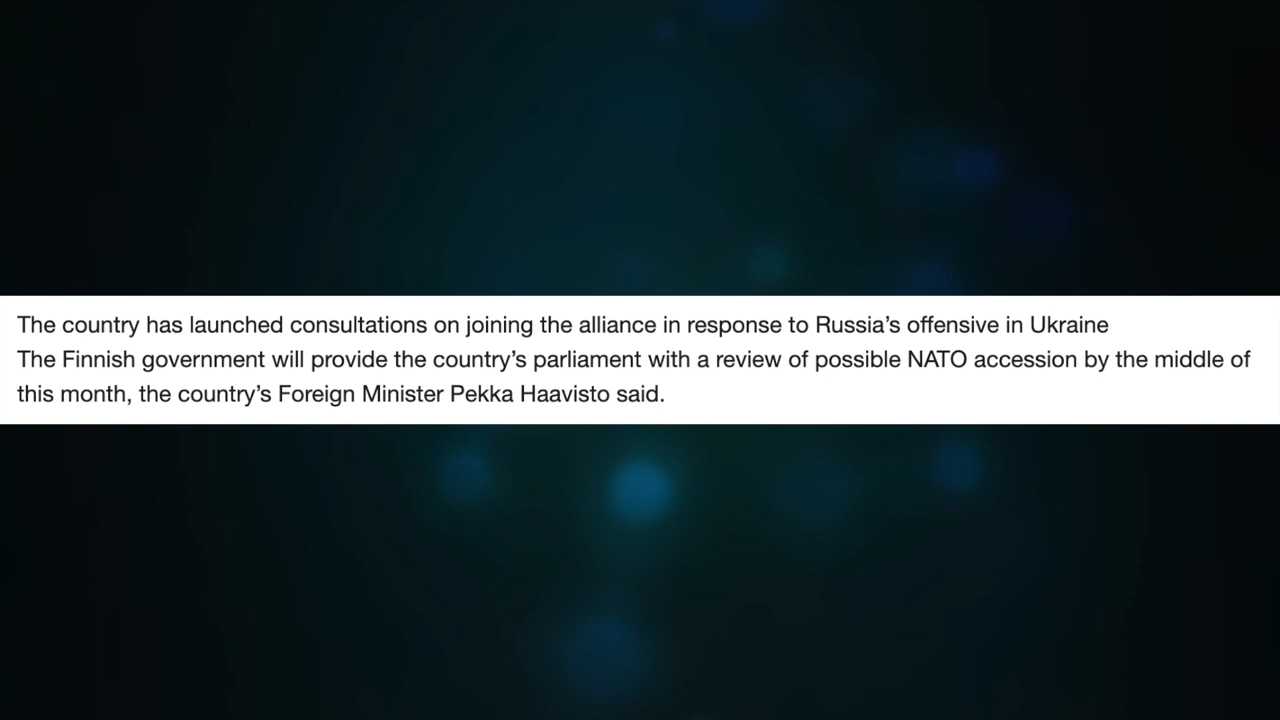 The country has launched consultations on joining the alliance in response to Russia’s offensive in Ukraine
The Finnish government will provide the country’s parliament with a review of possible NATO accession by the middle of
this month, the country’s Foreign Minister Pekka Haavisto said.